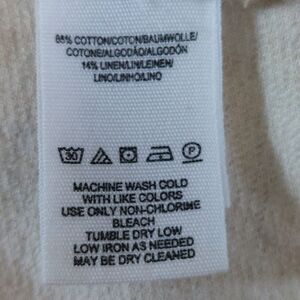 86% COTTON/COTON/BAUMWOLLE/
COTONE/ALGODÃO/ALGODÓN
14% LINEN/LIN/LEINEN/
LINO/LINHO/LINO
30 P
MACHINE WASH COLD
WITH LIKE COLORS
USE ONLY NON-CHLORINE
BLEACH
TUMBLE DRY LOW
LOW IRON AS NEEDED
MAY BE DRY CLEANED